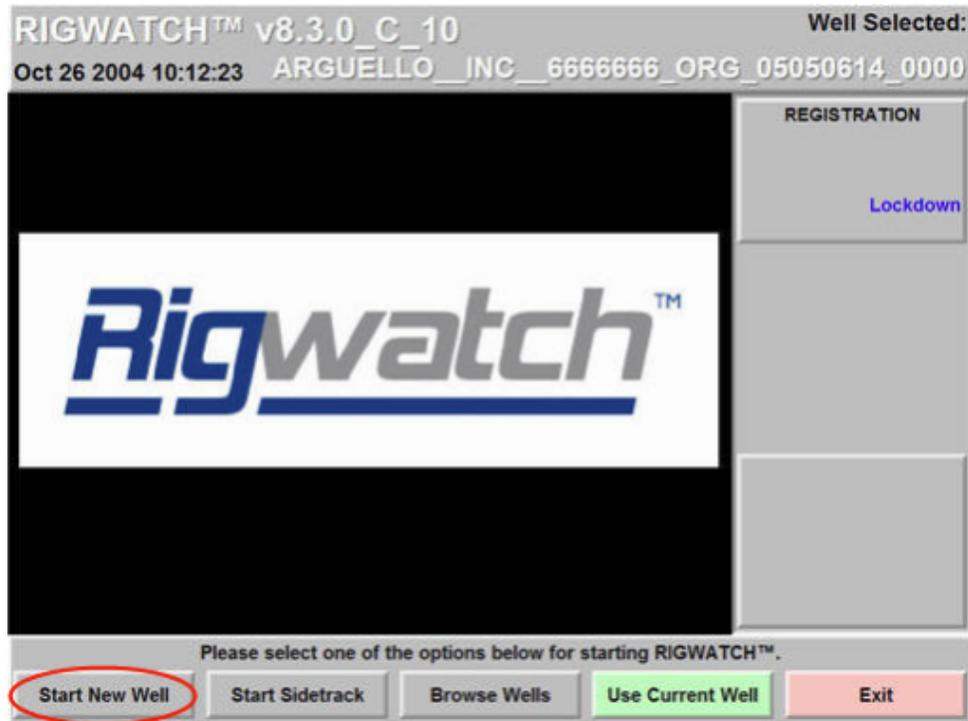 RIGWATCH™ v8.3.0_C_10
Well Selected:
Oct 26 2004 10:12:23
ARGUELLO__INC__6666666_ORG_05050614_0000
REGISTRATION
Lockdown
Rigwatch™
Please select one of the options below for starting RIGWATCH™.
Start New Well
Start Sidetrack
Browse Wells
Use Current Well
Exit